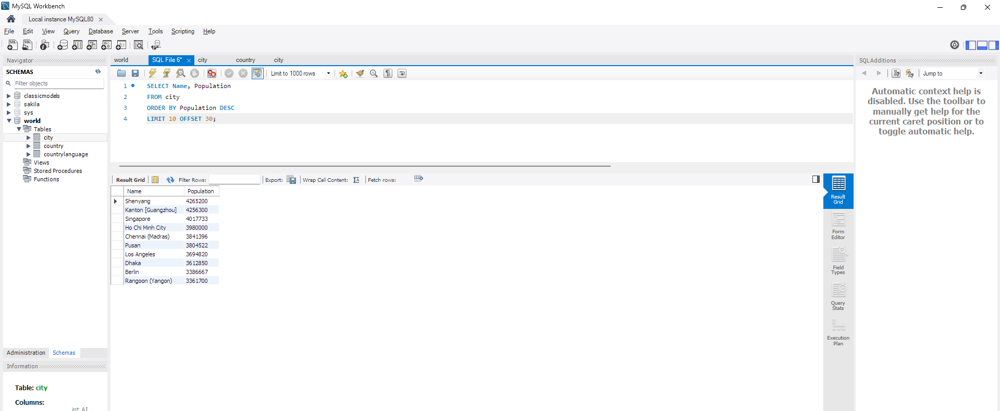 MySQL Workbench
Local instance MySQL80
File Edit View Query Database Server Tools Scripting Help
Navigator
SCHEMAS
Filter objects
classicmodels
sakila
sys
world
Tables
city
country
countrylanguage
Views
Stored Procedures
Functions
Administration Schemas
Information
Table: city
Columns:
int AI
world SQL File 6* city country city
Limit to 1000 rows
1 SELECT Name, Population
2 FROM city
3 ORDER BY Population DESC
4 LIMIT 10 OFFSET 30;
Result Grid Filter Rows: Export: Wrap Cell Content: Fetch rows:
Name Population
Shenyang 4265200
Kanton [Guangzhou] 4256300
Singapore 4017733
Ho Chi Minh City 3980000
Chennai (Madras) 3841396
Pusan 3804522
Los Angeles 3694820
Dhaka 3612850
Berlin 3386667
Rangoon (Yangon) 3361700
Result
Grid
Form
Editor
Field
Types
Query
Stats
Execution
Plan
SQLAdditions
Jump to
Automatic context help is
disabled. Use the toolbar to
manually get help for the
current caret position or to
toggle automatic help.